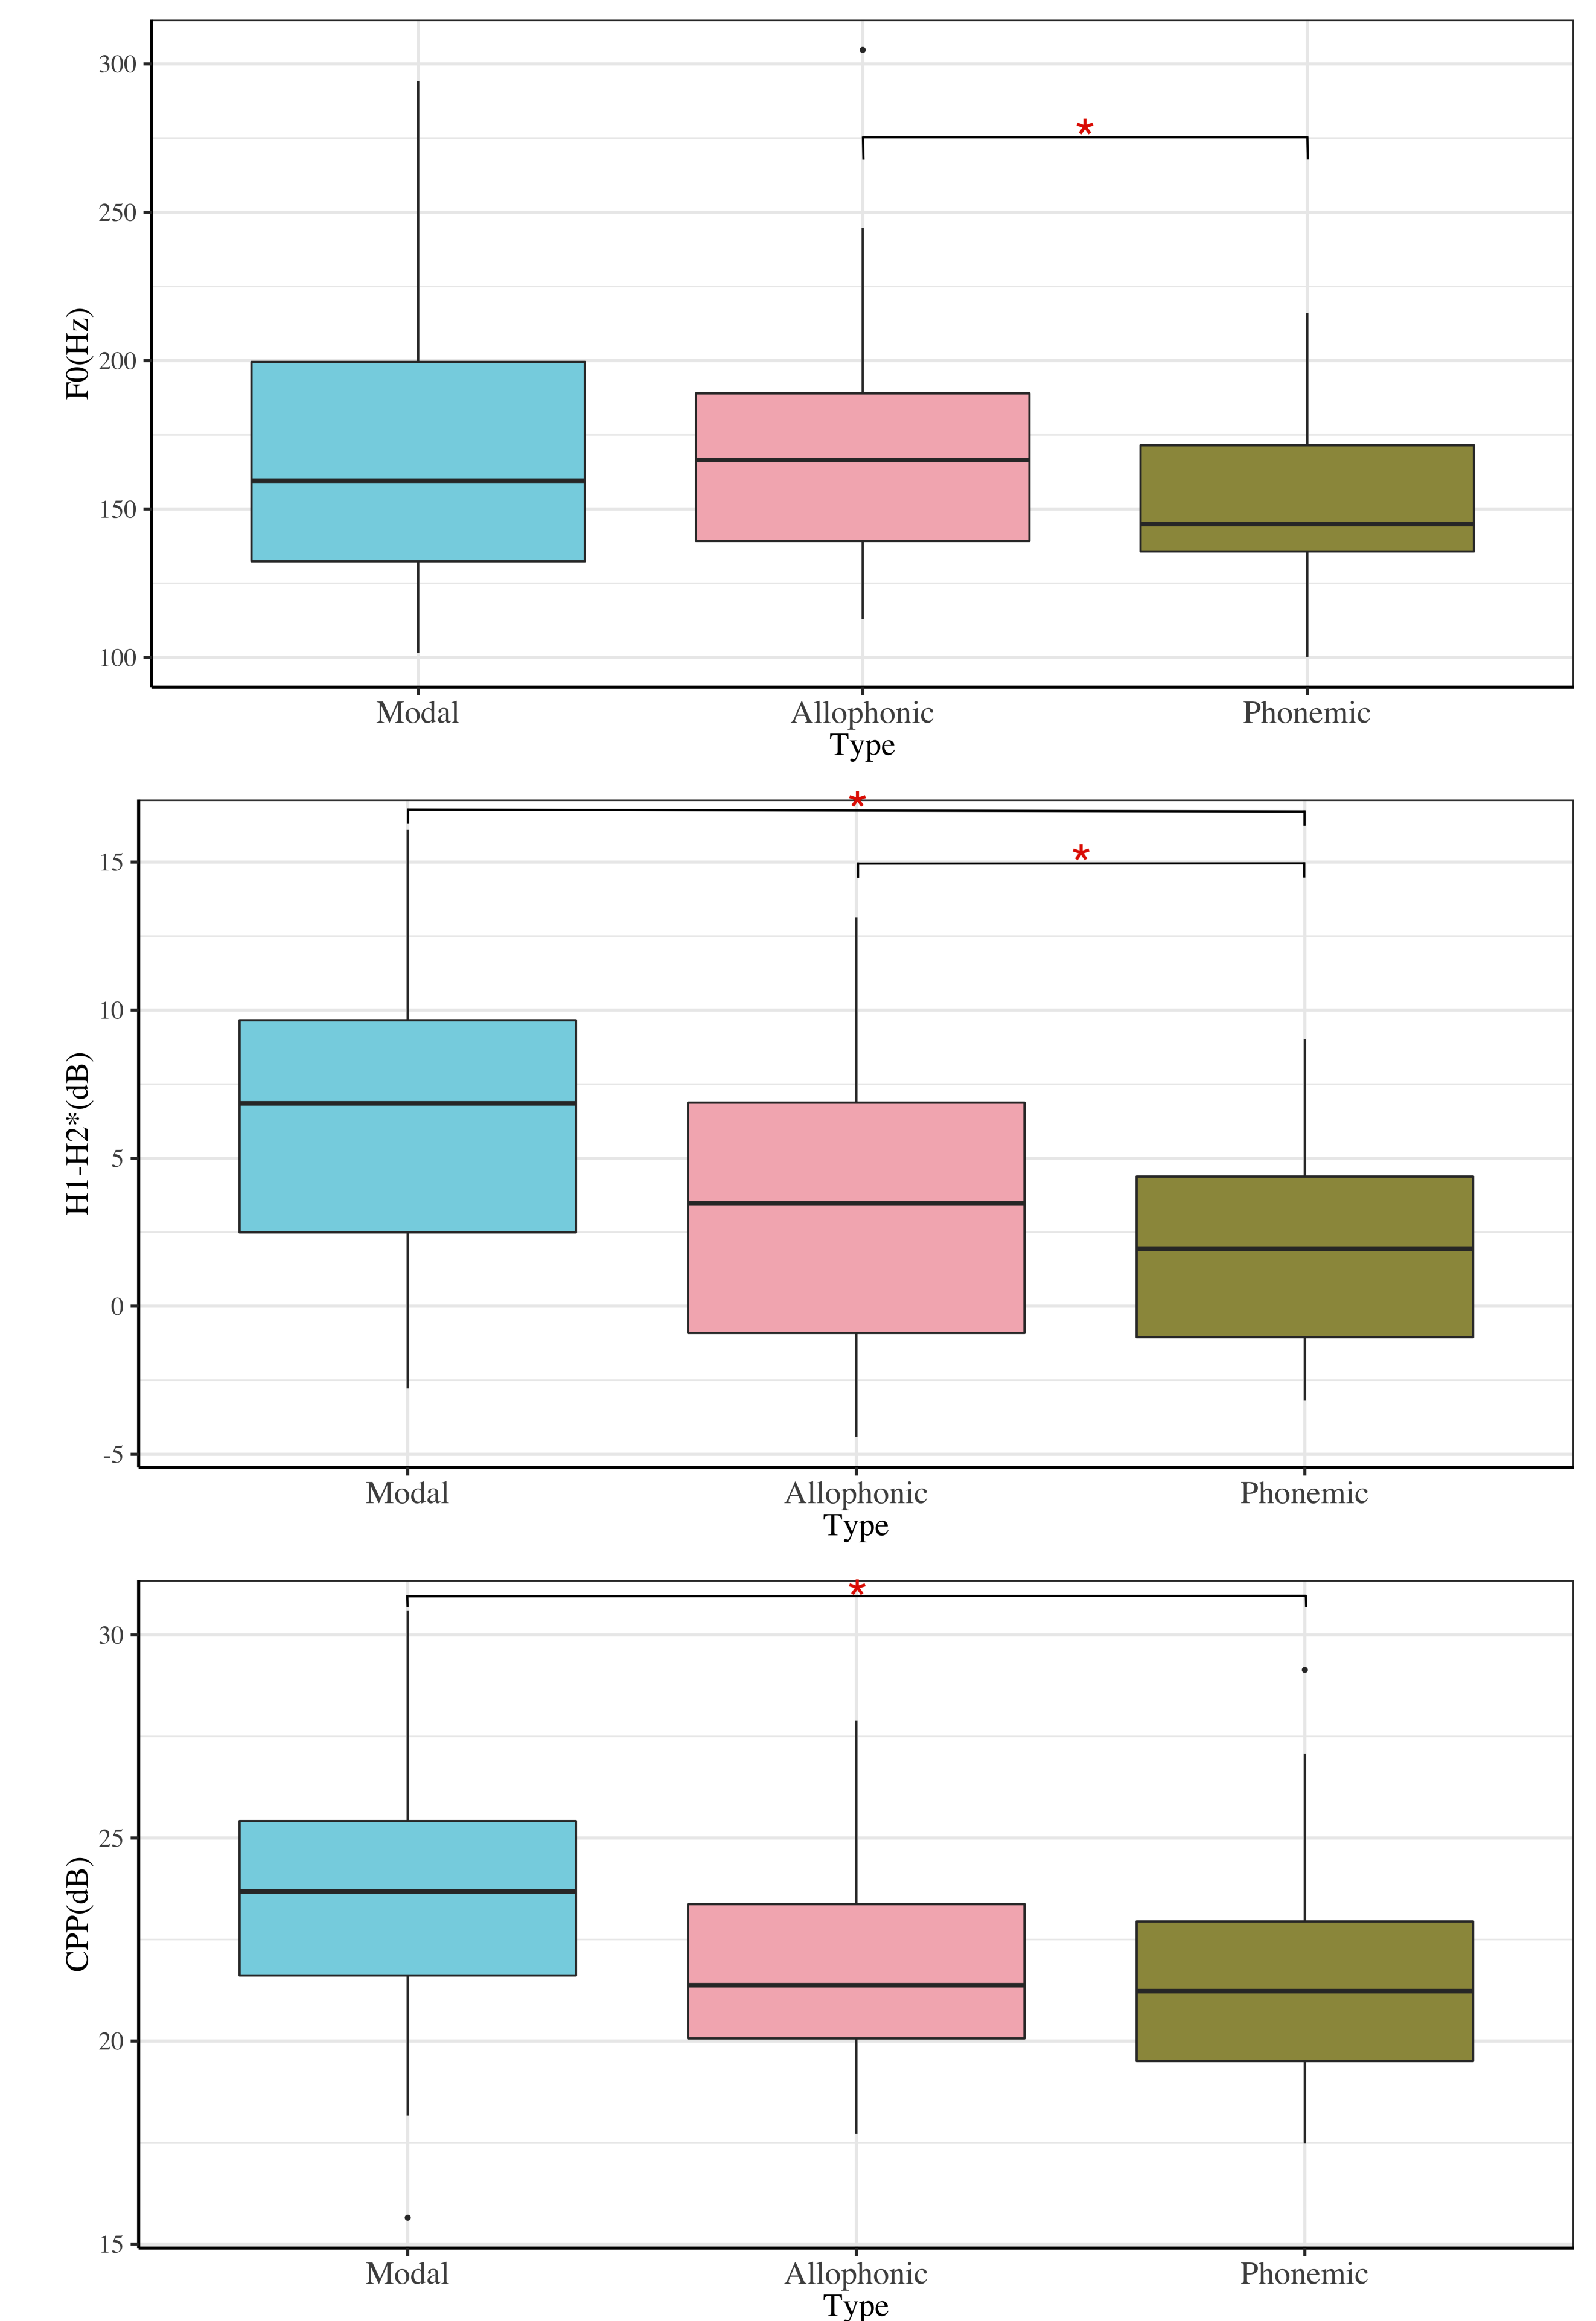 300
*
250
F0(Hz)
200
150
100
Modal Allophonic Phonemic
Type
*
15
*
10
H1-H2*(dB)
5
0
-5
Modal Allophonic Phonemic
Type
*
30
25
CPP(dB)
20
15
Modal Allophonic Phonemic
Type